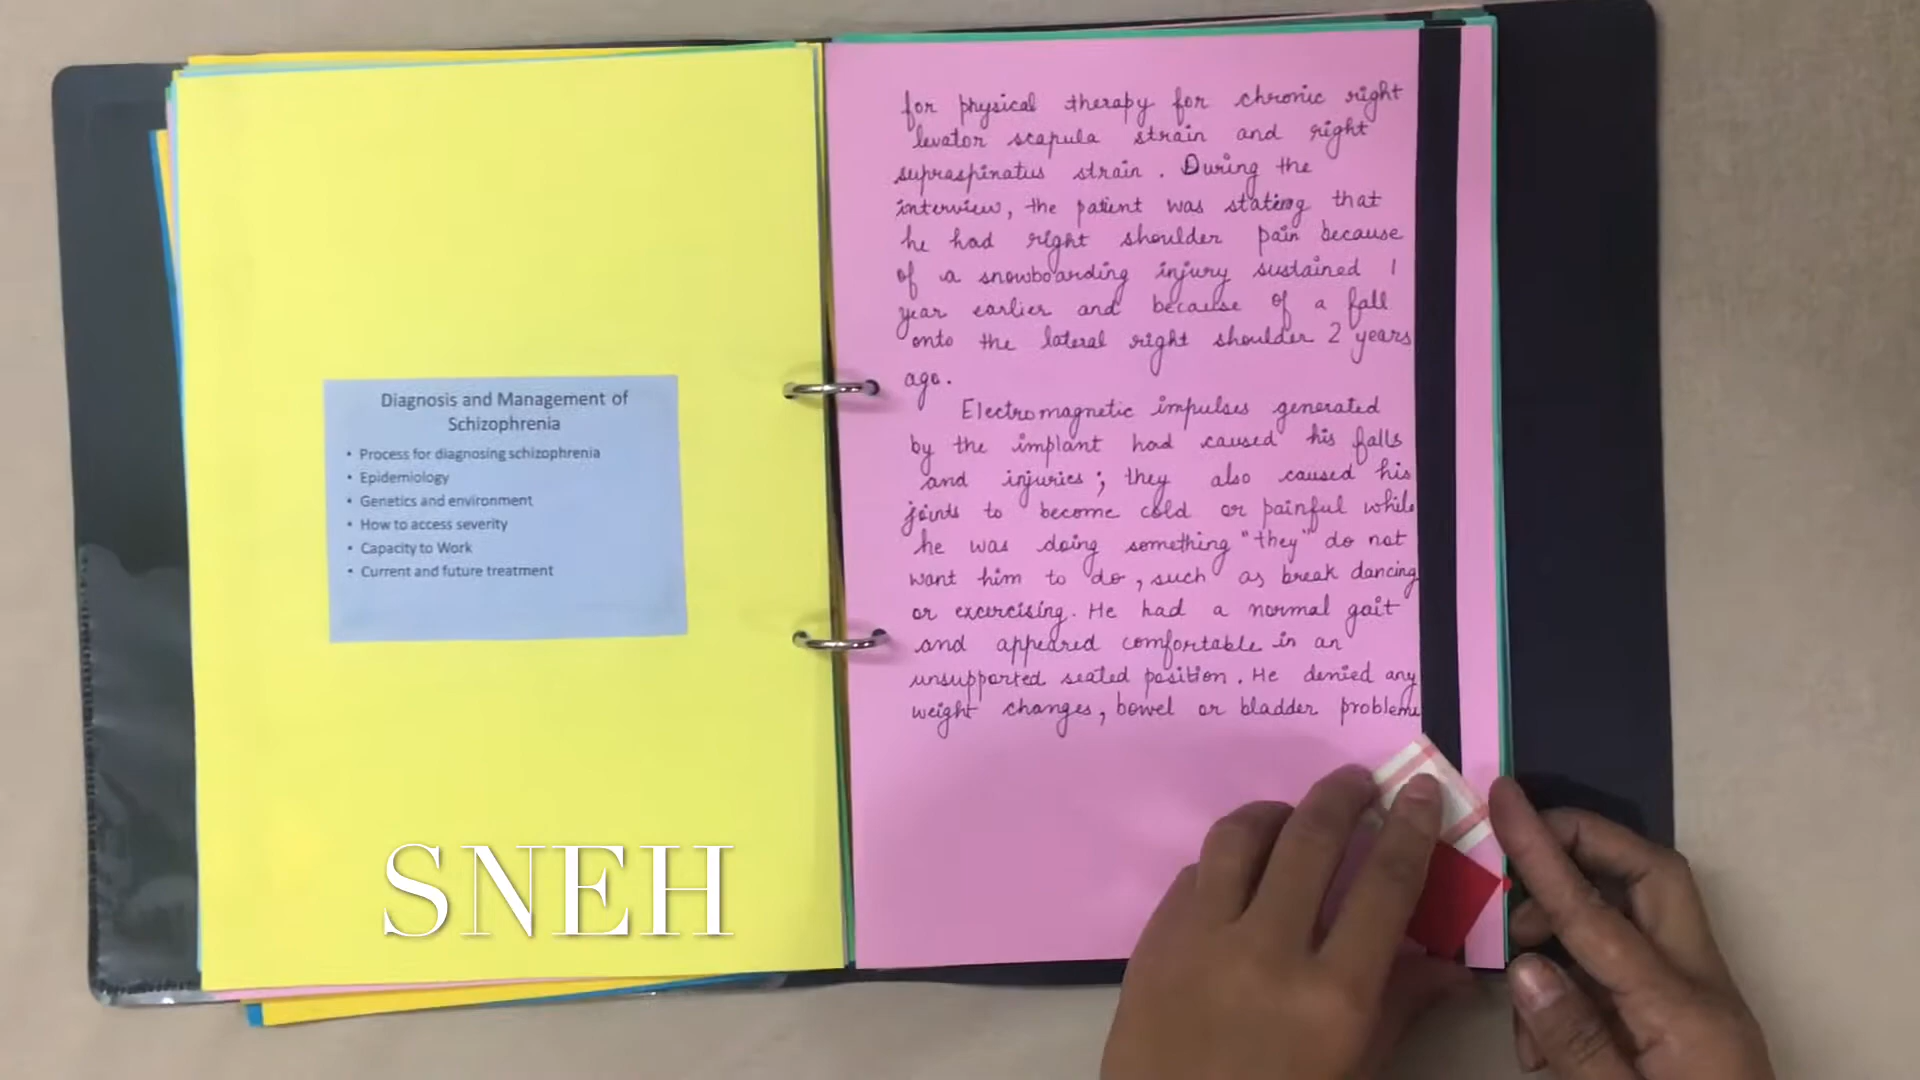 Diagnosis and Management of
Schizophrenia
• Process for diagnosing schizophrenia
• Epidemiology
• Genetics and environment
• How to access severity
• Capacity to Work
• Current and future treatment
SNEH
for physical therapy for chronic right
levator scapula strain and right
supraspinatus strain. During the
interview, the patient was stating that
he had right shoulder pain because
of a snowboarding injury sustained 1
year earlier and because of a fall
onto the lateral right shoulder 2 years
ago.
Electromagnetic impulses generated
by the implant had caused his falls
and injuries; they also caused his
joints to become cold or painful while
he was doing something "they" do not
want him to do, such as break dancing
or excercising. He had a normal gait
and appeared comfortable in an
unsupported seated position. He denied any
weight changes, bowel or bladder problems